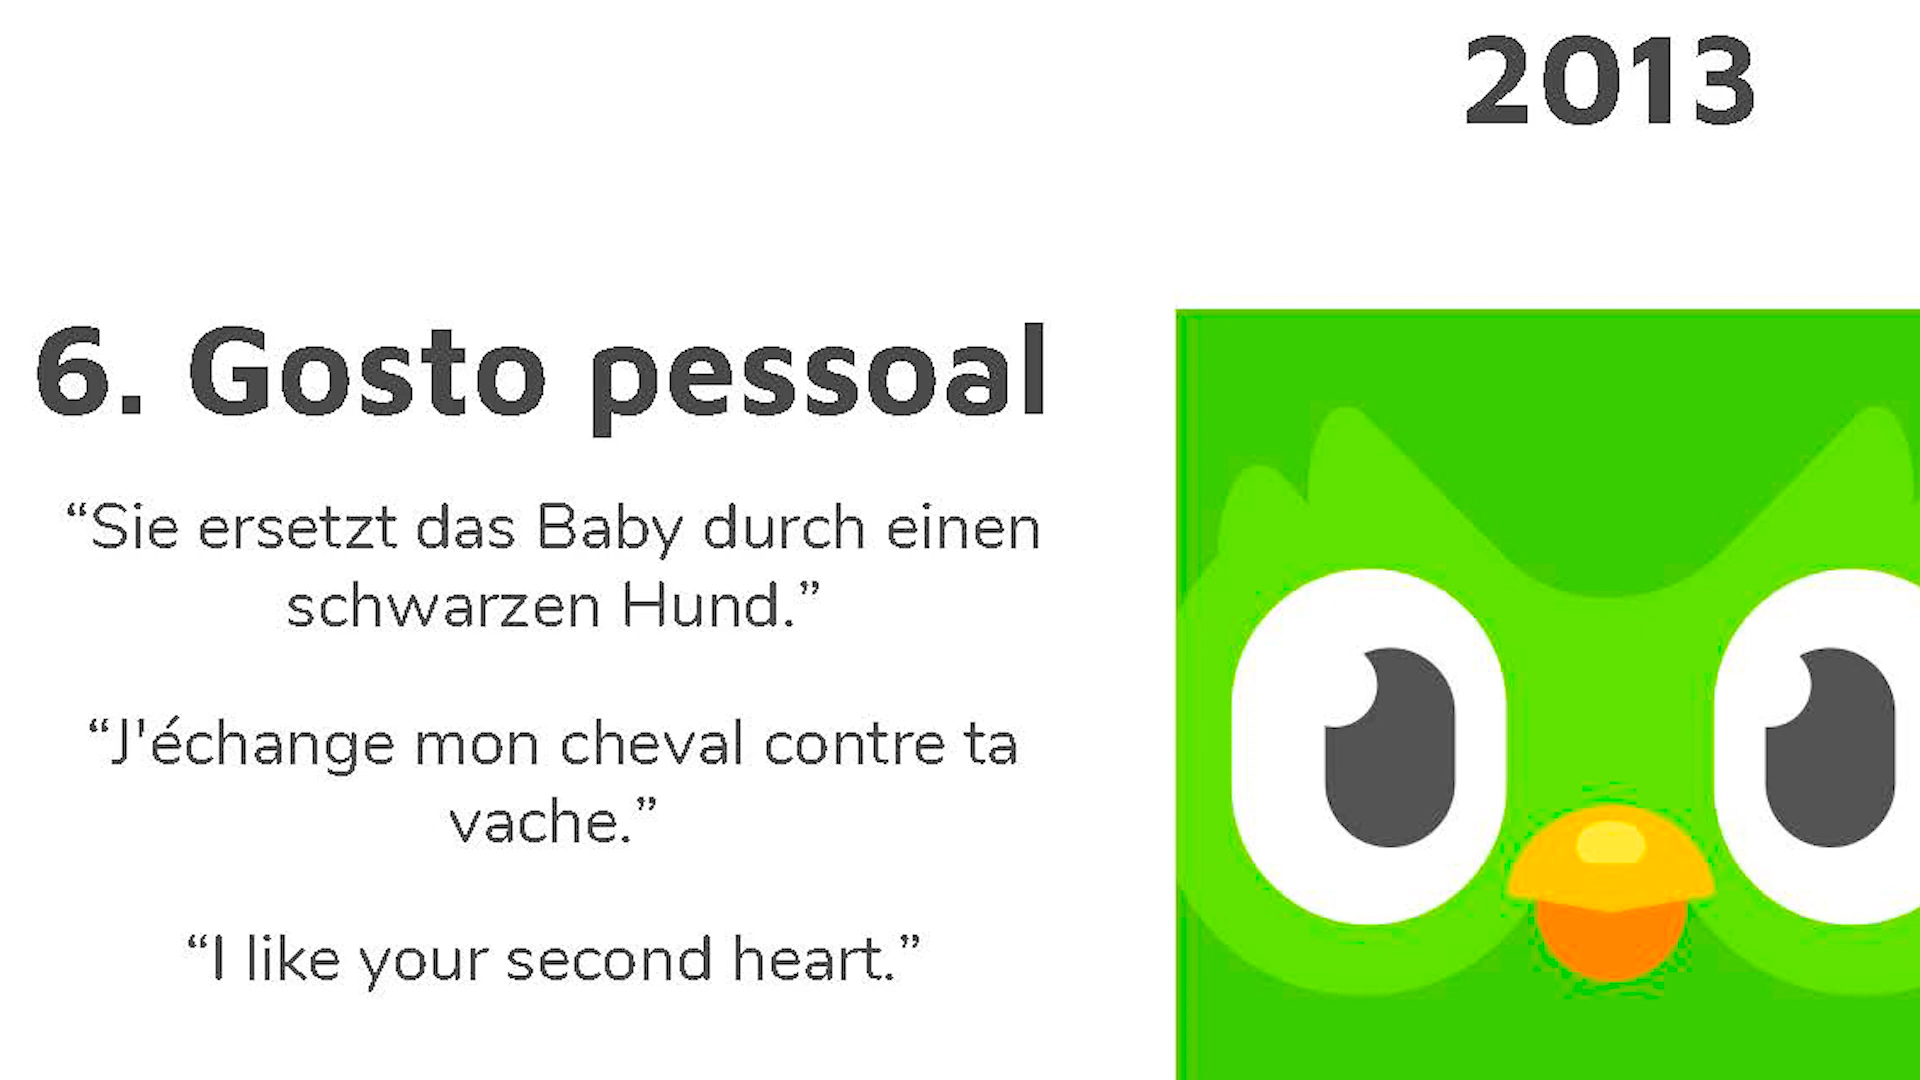 2013
6. Gosto pessoal
“Sie ersetzt das Baby durch einen
schwarzen Hund.”
“J'échange mon cheval contre ta
vache.”
“I like your second heart.”